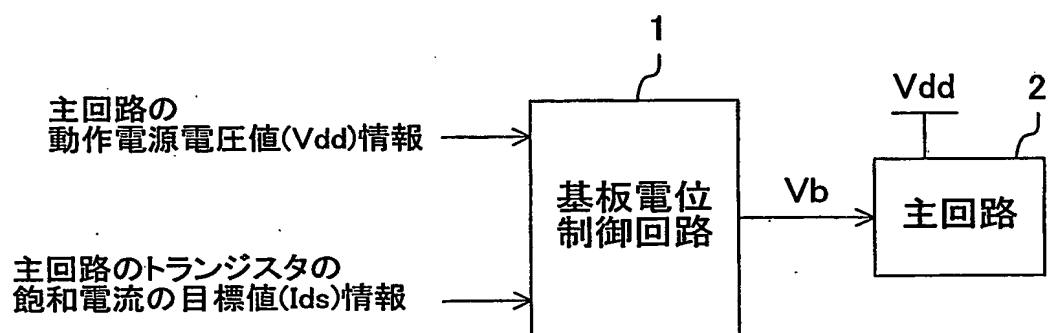 1
主回路の
動作電源電圧値(Vdd)情報
Vdd
2
基板電位
制御回路
Vb
主回路
主回路のトランジスタの
飽和電流の目標値(Ids)情報